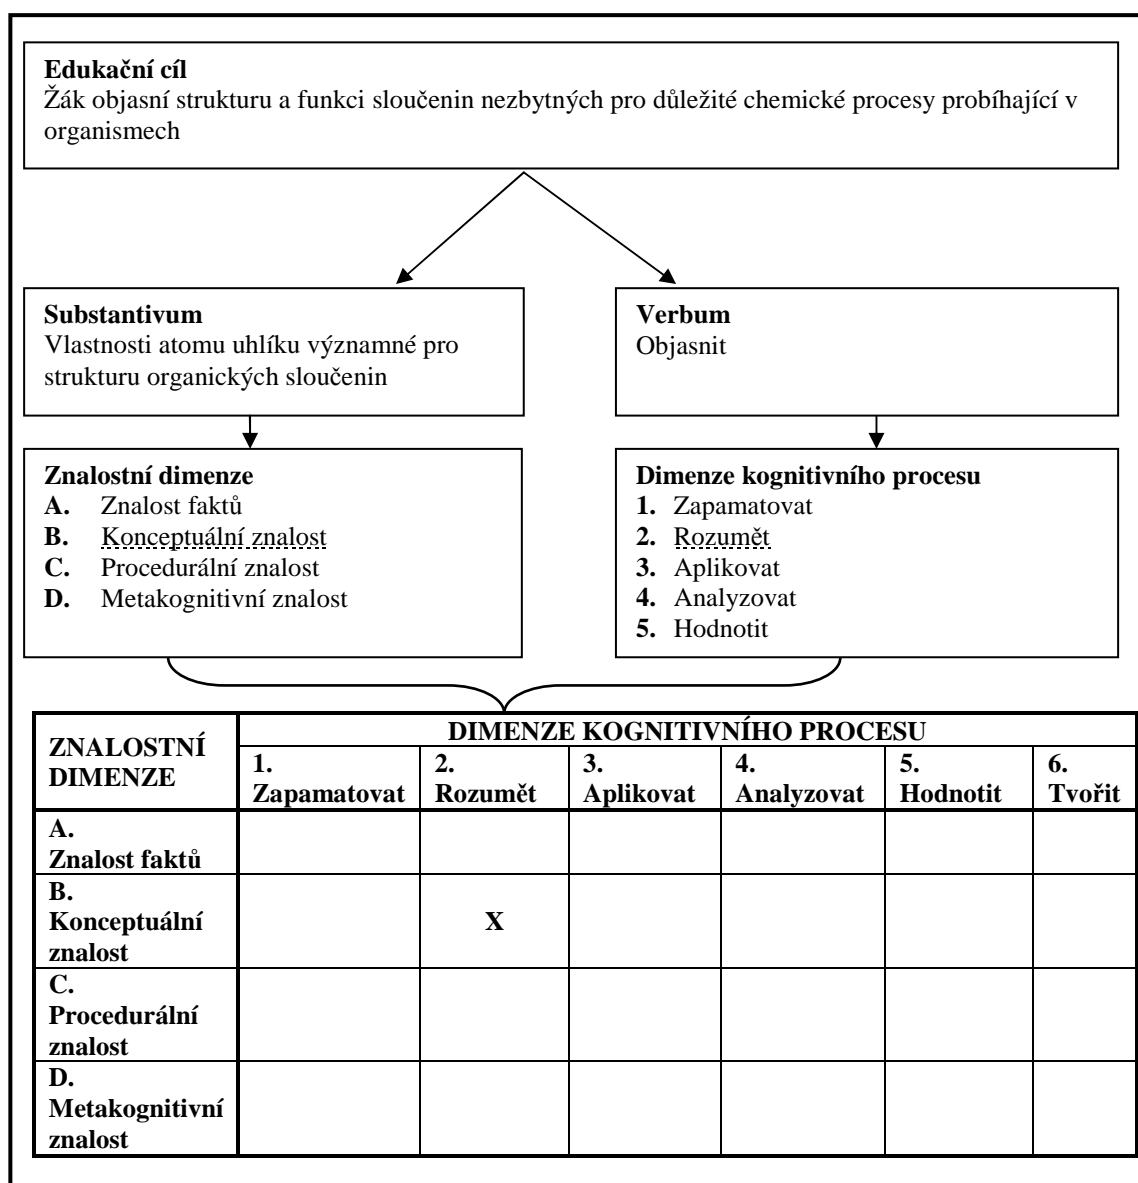 Edukační cíl
Žák objasní strukturu a funkci sloučenin nezbytných pro důležité chemické procesy probíhající v
organismech
Substantivum
Vlastnosti atomu uhlíku významné pro
strukturu organických sloučenin
Verbum
Objasnit
Znalostní dimenze
A. Znalost faktů
B. Konceptuální znalost
C. Procedurální znalost
D. Metakognitivní znalost
Dimenze kognitivního procesu
1. Zapamatovat
2. Rozumět
3. Aplikovat
4. Analyzovat
5. Hodnotit
ZNALOSTNÍ
DIMENZE
DIMENZE KOGNITIVNÍHO PROCESU
1.
Zapamatovat
2.
Rozumět
3.
Aplikovat
4.
Analyzovat
5.
Hodnotit
6.
Tvořit
A.
Znalost faktů
B.
Konceptuální
znalost
X
C.
Procedurální
znalost
D.
Metakognitivní
znalost